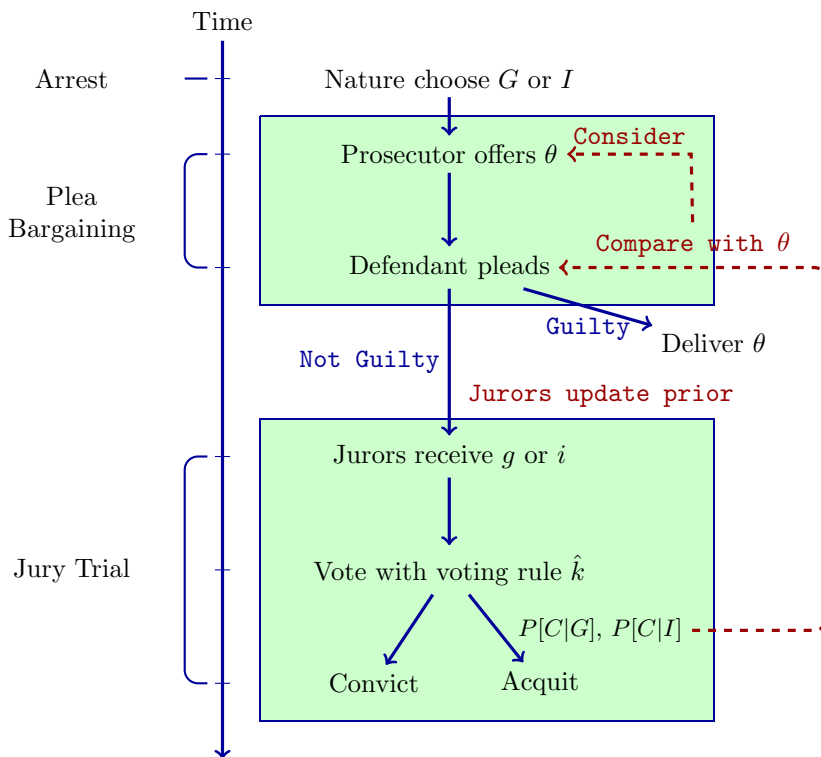 Time
Arrest
Nature choose G or I
Consider
Prosecutor offers θ
Plea
Bargaining
Compare with θ
Defendant pleads
Guilty
Deliver θ
Not Guilty
Jurors update prior
Jurors receive g or i
Jury Trial
Vote with voting rule k̂
P[C|G], P[C|I]
Convict
Acquit